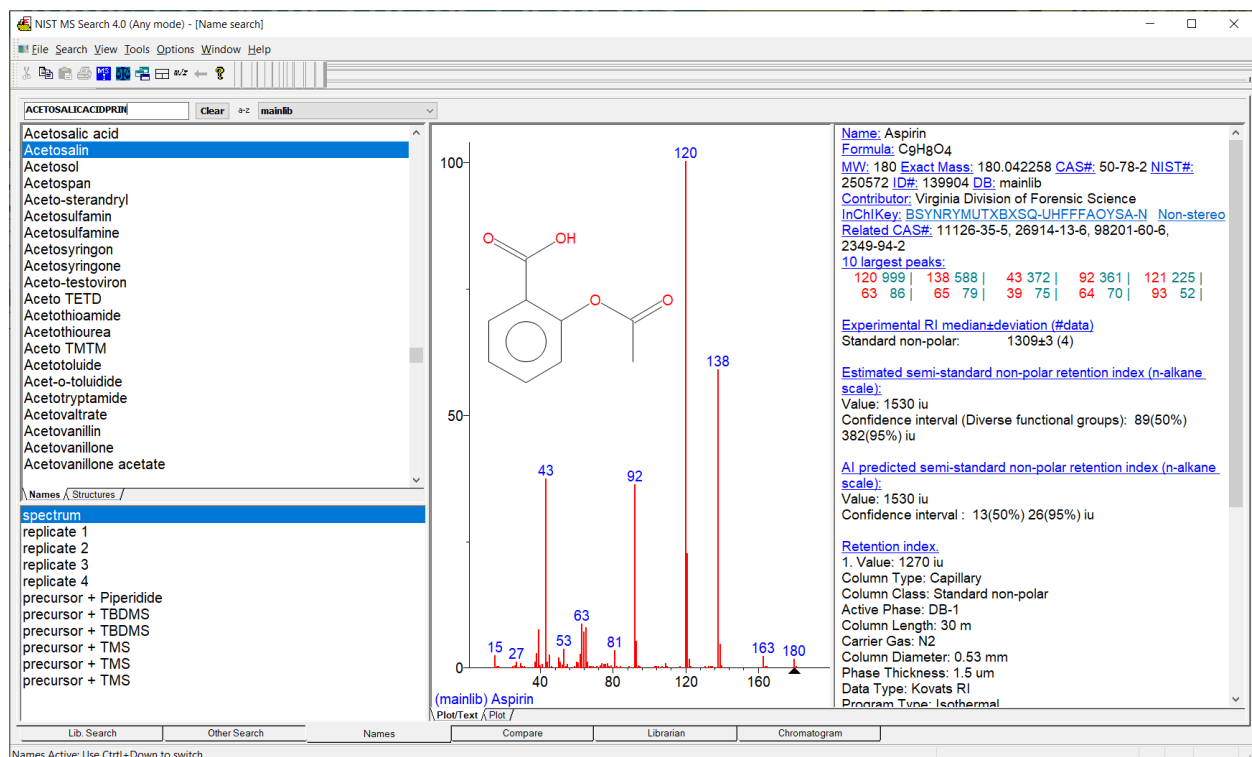 NIST MS Search 4.0 (Any mode) - [Name search]
File Search View Tools Options Window Help
MS
m/z
ACETOSALICACIDPRIN
Clear
a-z
mainlib
Acetosalic acid
Acetosalin
Acetosol
Acetospan
Aceto-sterandryl
Acetosulfamin
Acetosulfamine
Acetosyringon
Acetosyringone
Aceto-testoviron
Aceto TETD
Acetothioamide
Acetothiourea
Aceto TMTM
Acetotoluide
Acet-o-toluidide
Acetotryptamide
Acetovaltrate
Acetovanillin
Acetovanillone
Acetovanillone acetate
Names
Structures
spectrum
replicate 1
replicate 2
replicate 3
replicate 4
precursor + Piperidide
precursor + TBDMS
precursor + TBDMS
precursor + TMS
precursor + TMS
precursor + TMS
100
50
0
O
OH
O
O
120
138
43
92
63
53
81
15
27
163
180
40
80
120
160
(mainlib) Aspirin
Plot/Text
Plot
Name: Aspirin
Formula: C9H8O4
MW: 180 Exact Mass: 180.042258 CAS#: 50-78-2 NIST#:
250572 ID#: 139904 DB: mainlib
Contributor: Virginia Division of Forensic Science
InChIKey: BSYNRYMUTXBXSQ-UHFFFAOYSA-N Non-stereo
Related CAS#: 11126-35-5, 26914-13-6, 98201-60-6,
2349-94-2
10 largest peaks:
120 999 | 138 588 | 43 372 | 92 361 | 121 225 |
63 86 | 65 79 | 39 75 | 64 70 | 93 52 |
Experimental RI median±deviation (#data)
Standard non-polar: 1309±3 (4)
Estimated semi-standard non-polar retention index (n-alkane
scale):
Value: 1530 iu
Confidence interval (Diverse functional groups): 89(50%)
382(95%) iu
AI predicted semi-standard non-polar retention index (n-alkane
scale):
Value: 1530 iu
Confidence interval : 13(50%) 26(95%) iu
Retention index.
1. Value: 1270 iu
Column Type: Capillary
Column Class: Standard non-polar
Active Phase: DB-1
Column Length: 30 m
Carrier Gas: N2
Column Diameter: 0.53 mm
Phase Thickness: 1.5 um
Data Type: Kovats RI
Program Type: Isothermal
Lib. Search
Other Search
Names
Compare
Librarian
Chromatogram
Names Active: Use Ctrl+Down to switch